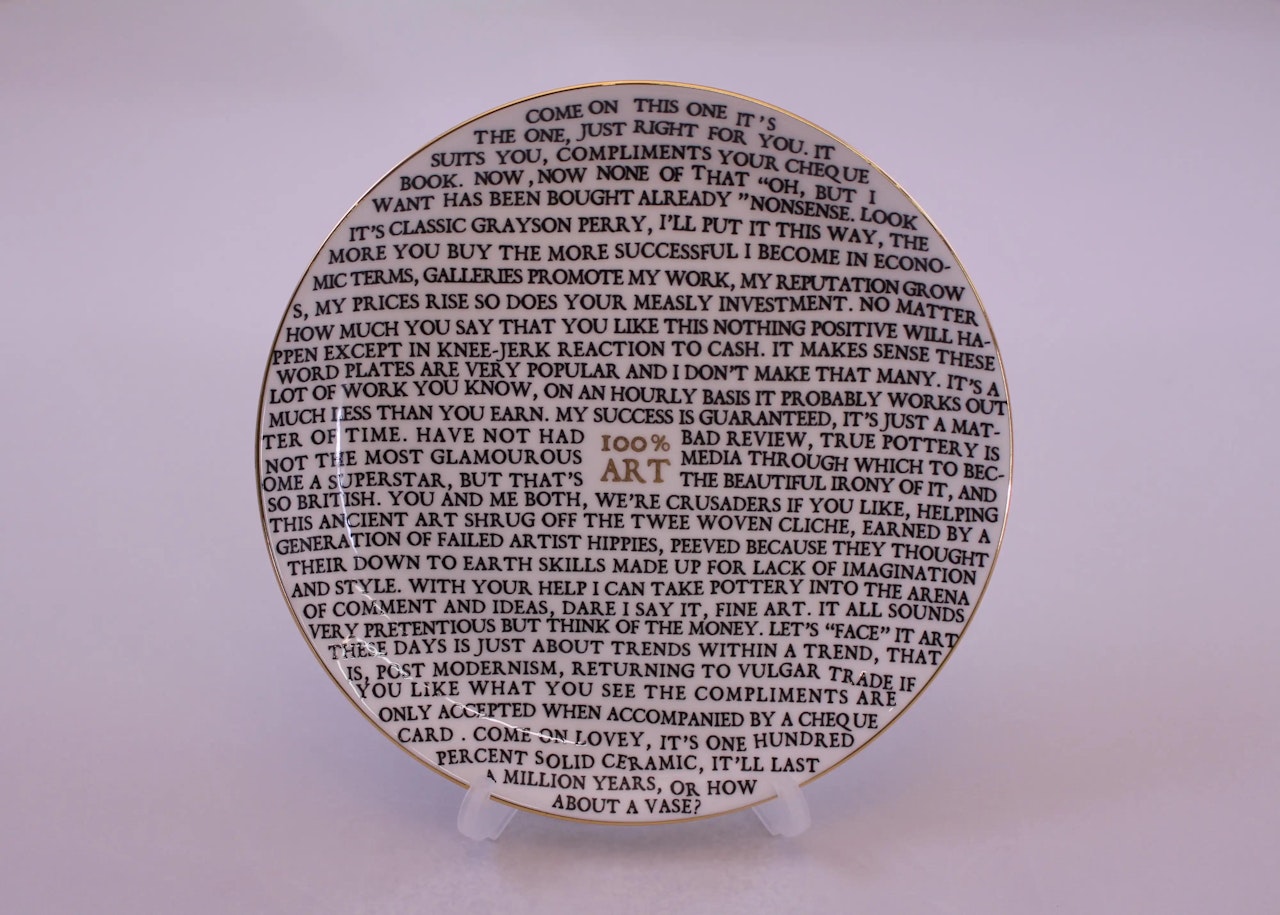 COME ON THIS ONE IT'S
THE ONE, JUST RIGHT FOR YOU. IT
SUITS YOU, COMPLIMENTS YOUR CHEQUE
BOOK. NOW, NOW NONE OF THAT "OH, BUT I
WANT HAS BEEN BOUGHT ALREADY "NONSENSE. LOOK
IT'S CLASSIC GRAYSON PERRY, I'LL PUT IT THIS WAY, THE
MORE YOU BUY THE MORE SUCCESSFUL I BECOME IN ECONO-
MIC TERMS, GALLERIES PROMOTE MY WORK, MY REPUTATION GROW
S, MY PRICES RISE SO DOES YOUR MEASLY INVESTMENT. NO MATTER
HOW MUCH YOU SAY THAT YOU LIKE THIS NOTHING POSITIVE WILL HA-
PPEN EXCEPT IN KNEE-JERK REACTION TO CASH. IT MAKES SENSE THESE
WORD PLATES ARE VERY POPULAR AND I DON'T MAKE THAT MANY. IT'S A
LOT OF WORK YOU KNOW, ON AN HOURLY BASIS IT PROBABLY WORKS OUT
MUCH LESS THAN YOU EARN. MY SUCCESS IS GUARANTEED, IT'S JUST A MAT-
TER OF TIME. HAVE NOT HAD 100% BAD REVIEW, TRUE POTTERY IS
NOT THE MOST GLAMOUROUS ART MEDIA THROUGH WHICH TO BEC-
OME A SUPERSTAR, BUT THAT'S THE BEAUTIFUL IRONY OF IT, AND
SO BRITISH. YOU AND ME BOTH, WE'RE CRUSADERS IF YOU LIKE, HELPING
THIS ANCIENT ART SHRUG OFF THE TWEE WOVEN CLICHE, EARNED BY A
GENERATION OF FAILED ARTIST HIPPIES, PEEVED BECAUSE THEY THOUGHT
THEIR DOWN TO EARTH SKILLS MADE UP FOR LACK OF IMAGINATION
AND STYLE. WITH YOUR HELP I CAN TAKE POTTERY INTO THE ARENA
OF COMMENT AND IDEAS, DARE I SAY IT, FINE ART. IT ALL SOUNDS
VERY PRETENTIOUS BUT THINK OF THE MONEY. LET'S "FACE" IT ART
THESE DAYS IS JUST ABOUT TRENDS WITHIN A TREND, THAT
IS, POST MODERNISM, RETURNING TO VULGAR TRADE IF
YOU LIKE WHAT YOU SEE THE COMPLIMENTS ARE
ONLY ACCEPTED WHEN ACCOMPANIED BY A CHEQUE
CARD. COME ON LOVEY, IT'S ONE HUNDRED
PERCENT SOLID CERAMIC, IT'LL LAST
A MILLION YEARS, OR HOW
ABOUT A VASE?